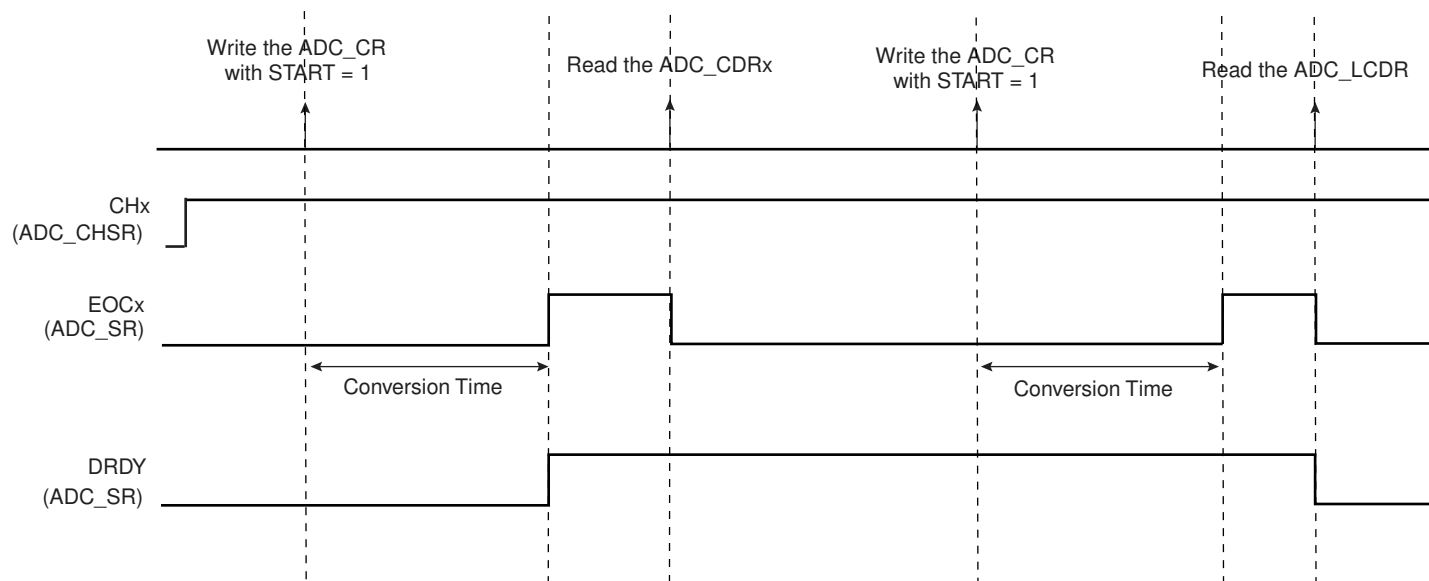 Write the ADC_CR
with START = 1
Read the ADC_CDRx
Write the ADC_CR
with START = 1
Read the ADC_LCDR
CHx
(ADC_CHSR)
EOCx
(ADC_SR)
Conversion Time
Conversion Time
DRDY
(ADC_SR)